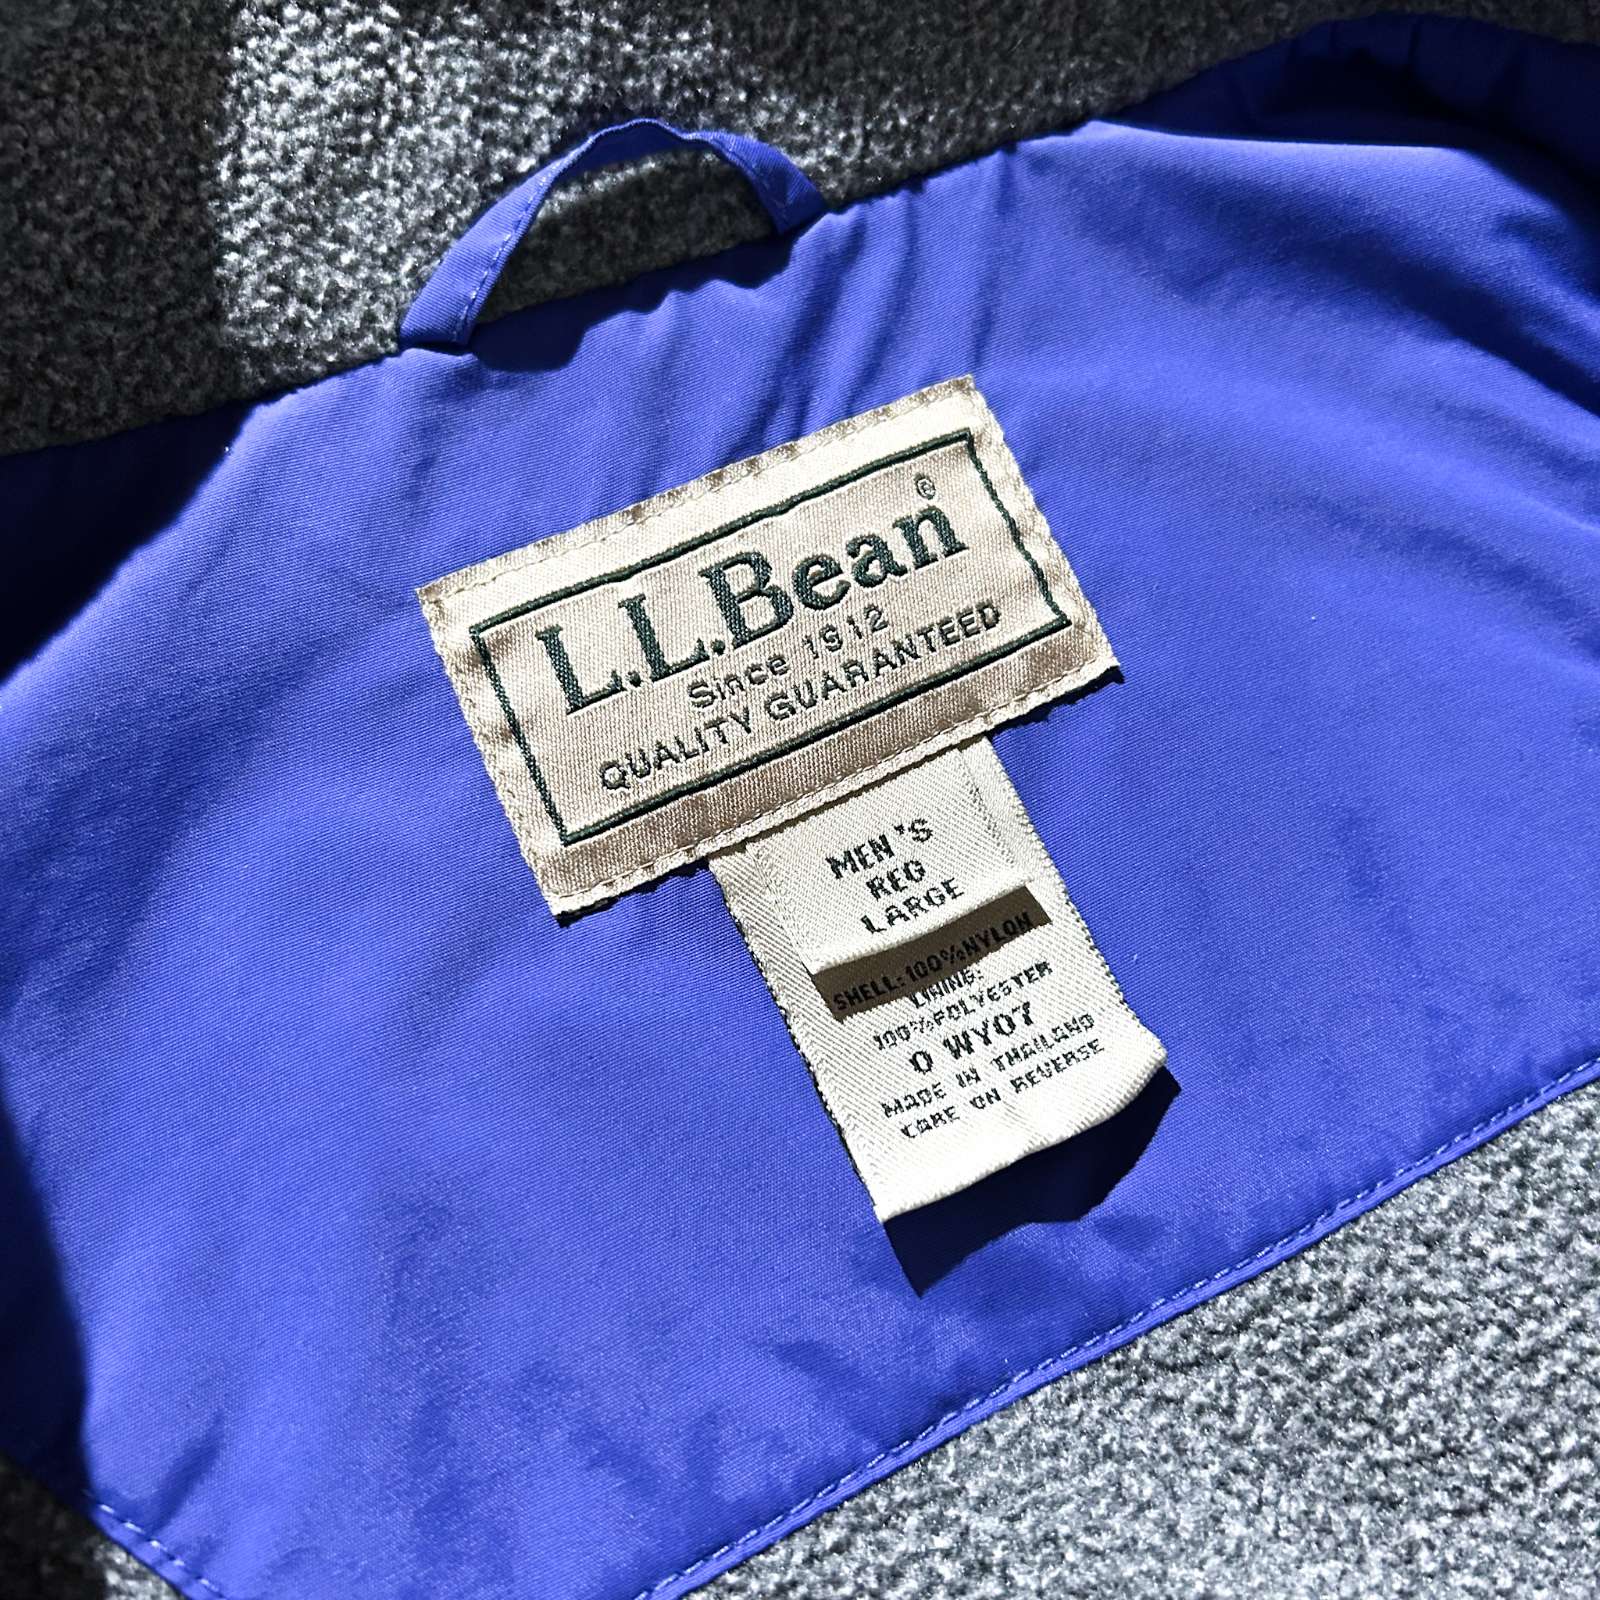 L.L.Bean®
Since 1912
QUALITY GUARANTEED
MEN'S
REG
LARGE
SHELL: 100% NYLON
LINING:
100% POLYESTER
0 WY07
MADE IN THAILAND
CARE ON REVERSE